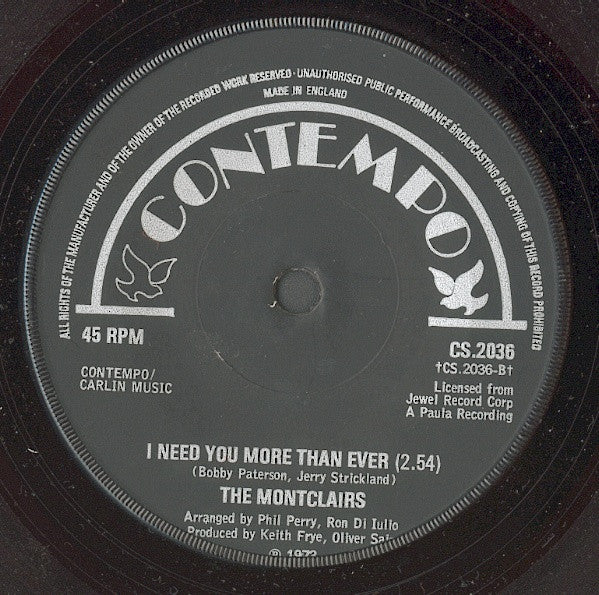 ALL RIGHTS OF THE MANUFACTURER AND OF THE OWNER OF THE RECORDED WORK RESERVED · UNAUTHORISED PUBLIC PERFORMANCE BROADCASTING AND COPYING OF THIS RECORD PROHIBITED
MADE IN ENGLAND
CONTEMPO
45 RPM
CS.2036
†CS.2036-B†
CONTEMPO/
CARLIN MUSIC
Licensed from
Jewel Record Corp
A Paula Recording
I NEED YOU MORE THAN EVER (2.54)
(Bobby Paterson, Jerry Strickland)
THE MONTCLAIRS
Arranged by Phil Perry, Ron Di Iulio
Produced by Keith Frye, Oliver
℗